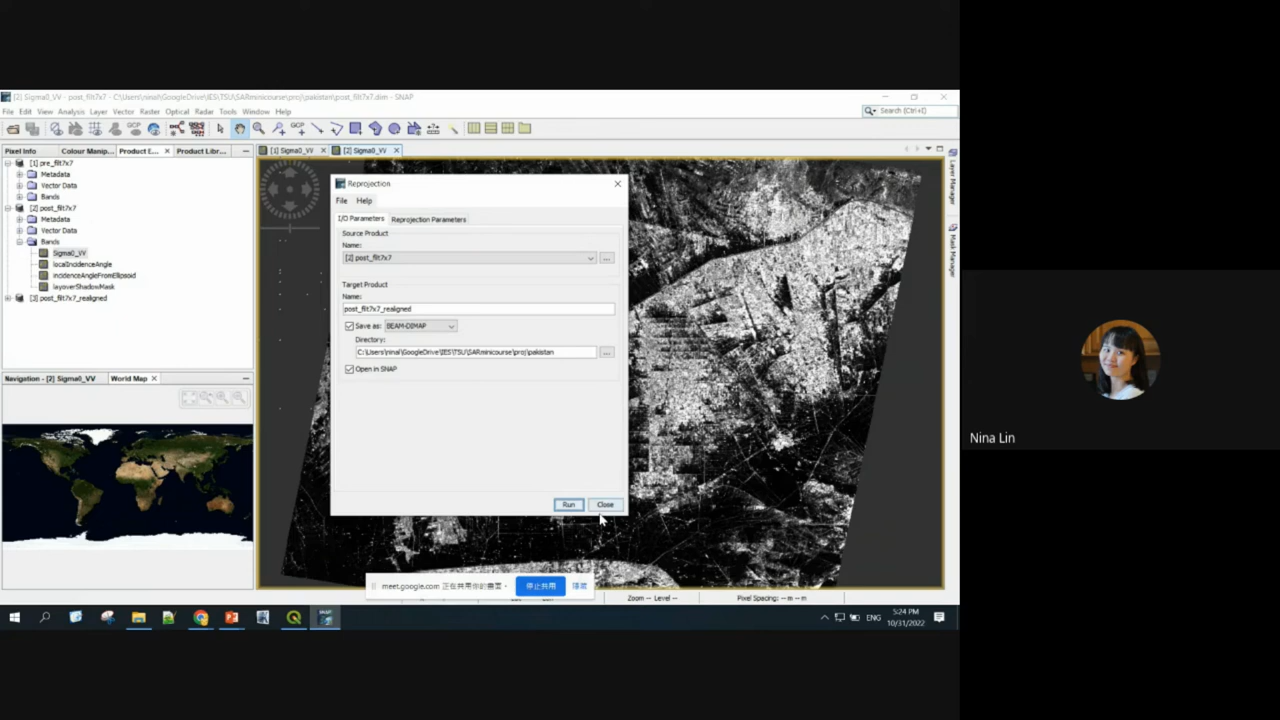 [2] Sigma0_VV - post_filt7x7 - C:\Users\ninal\GoogleDrive\IES\TSU\SARminicourse\proj\pakistan\post_filt7x7.dim - SNAP
File Edit View Analysis Layer Vector Raster Optical Radar Tools Window Help
Search (Ctrl+I)
GCP
GCP
Pixel Info Colour Manip... Product E... Product Libr...
[1] Sigma0_VV [2] Sigma0_VV
[1] pre_filt7x7
Metadata
Vector Data
Bands
[2] post_filt7x7
Metadata
Vector Data
Bands
Sigma0_VV
localIncidenceAngle
incidenceAngleFromEllipsoid
layoverShadowMask
[3] post_filt7x7_realigned
Navigation - [2] Sigma0_VV World Map
Reprojection
File Help
I/O Parameters Reprojection Parameters
Source Product
Name:
[2] post_filt7x7
...
Target Product
Name:
post_filt7x7_realigned
Save as: BEAM-DIMAP
Directory:
C:\Users\ninal\GoogleDrive\IES\TSU\SARminicourse\proj\pakistan
...
Open in SNAP
Run Close
Layer Manager
Mask Manager
meet.google.com 正在共用你的畫面。 停止共用 隱藏
Zoom -- Level -- Pixel Spacing: -- m -- m
ENG
5:24 PM
10/31/2022
Nina Lin